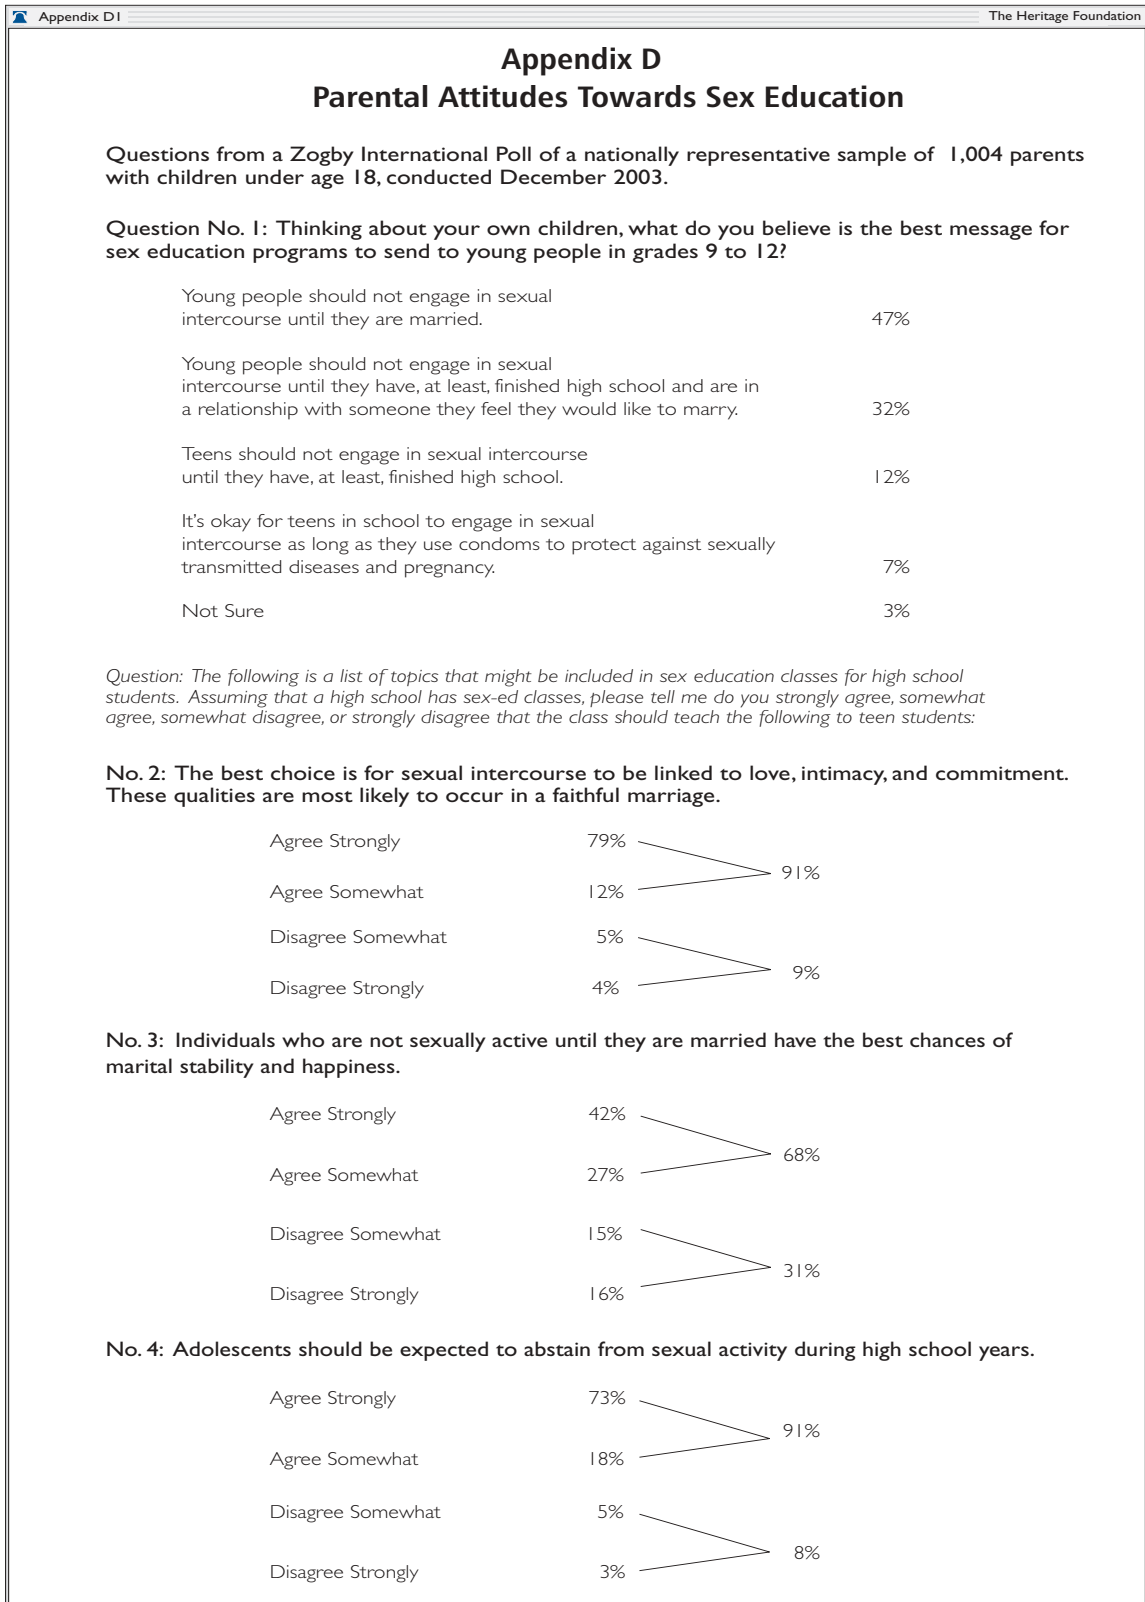 Appendix D1
The Heritage Foundation
Appendix D
Parental Attitudes Towards Sex Education
Questions from a Zogby International Poll of a nationally representative sample of 1,004 parents
with children under age 18, conducted December 2003.
Question No. 1: Thinking about your own children, what do you believe is the best message for
sex education programs to send to young people in grades 9 to 12?
Young people should not engage in sexual
intercourse until they are married. 47%
Young people should not engage in sexual
intercourse until they have, at least, finished high school and are in
a relationship with someone they feel they would like to marry. 32%
Teens should not engage in sexual intercourse
until they have, at least, finished high school. 12%
It's okay for teens in school to engage in sexual
intercourse as long as they use condoms to protect against sexually
transmitted diseases and pregnancy. 7%
Not Sure 3%
Question: The following is a list of topics that might be included in sex education classes for high school
students. Assuming that a high school has sex-ed classes, please tell me do you strongly agree, somewhat
agree, somewhat disagree, or strongly disagree that the class should teach the following to teen students:
No. 2: The best choice is for sexual intercourse to be linked to love, intimacy, and commitment.
These qualities are most likely to occur in a faithful marriage.
Agree Strongly 79%
91%
Agree Somewhat 12%
Disagree Somewhat 5%
9%
Disagree Strongly 4%
No. 3: Individuals who are not sexually active until they are married have the best chances of
marital stability and happiness.
Agree Strongly 42%
68%
Agree Somewhat 27%
Disagree Somewhat 15%
31%
Disagree Strongly 16%
No. 4: Adolescents should be expected to abstain from sexual activity during high school years.
Agree Strongly 73%
91%
Agree Somewhat 18%
Disagree Somewhat 5%
8%
Disagree Strongly 3%